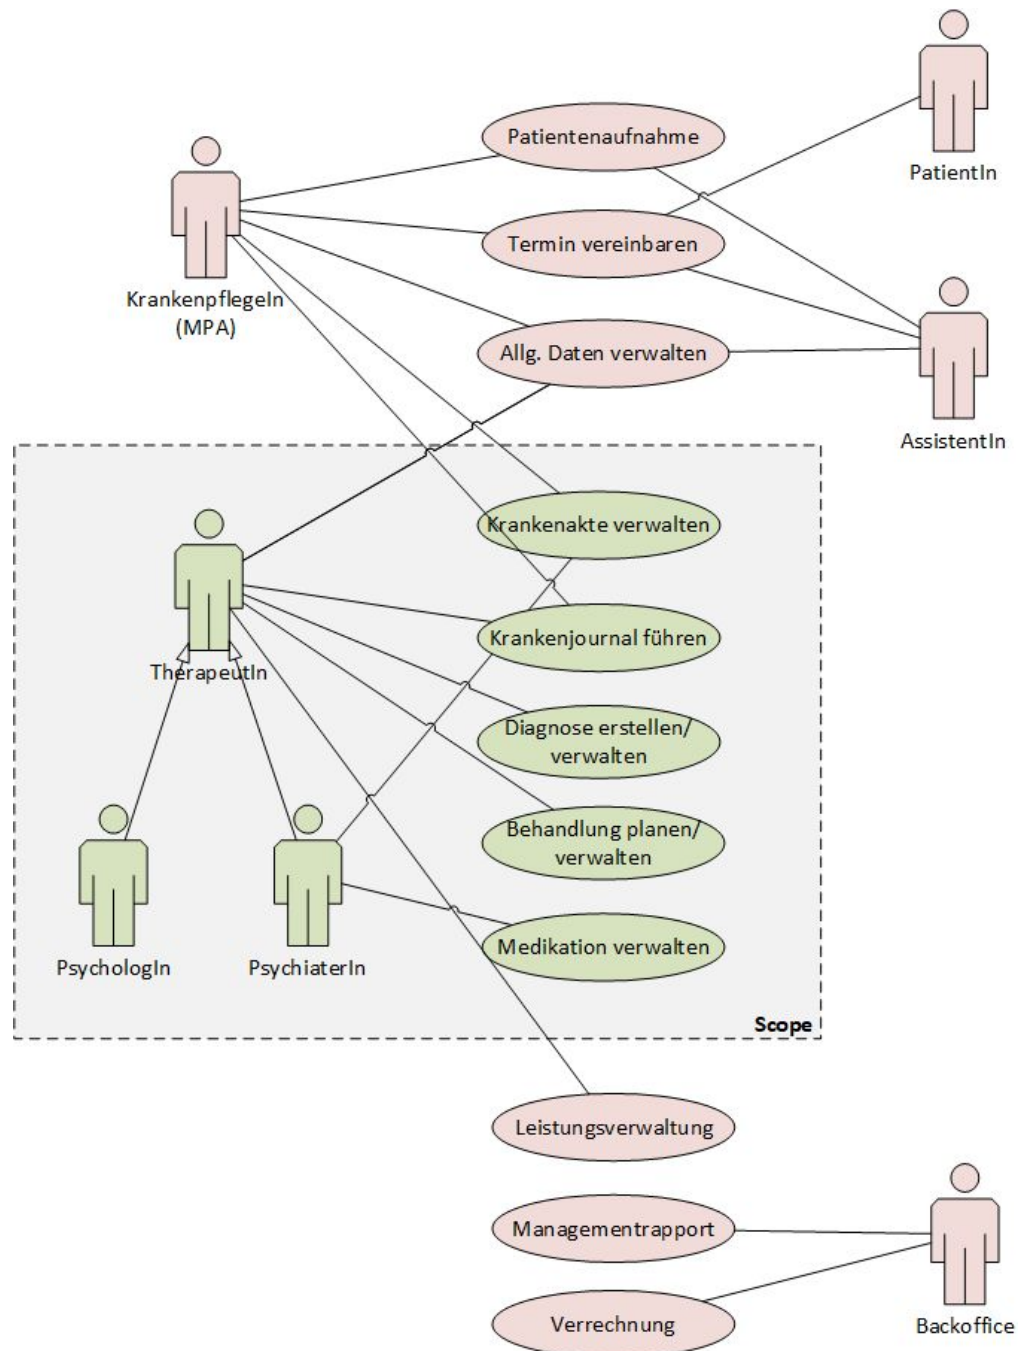 PatientIn
Patientenaufnahme
KrankenpflegeIn
(MPA)
Termin vereinbaren
Allg. Daten verwalten
AssistentIn
Krankenakte verwalten
TherapeutIn
Krankenjournal führen
Diagnose erstellen/
verwalten
Behandlung planen/
verwalten
PsychologIn
PsychiaterIn
Medikation verwalten
Scope
Leistungsverwaltung
Managementrapport
Verrechnung
Backoffice